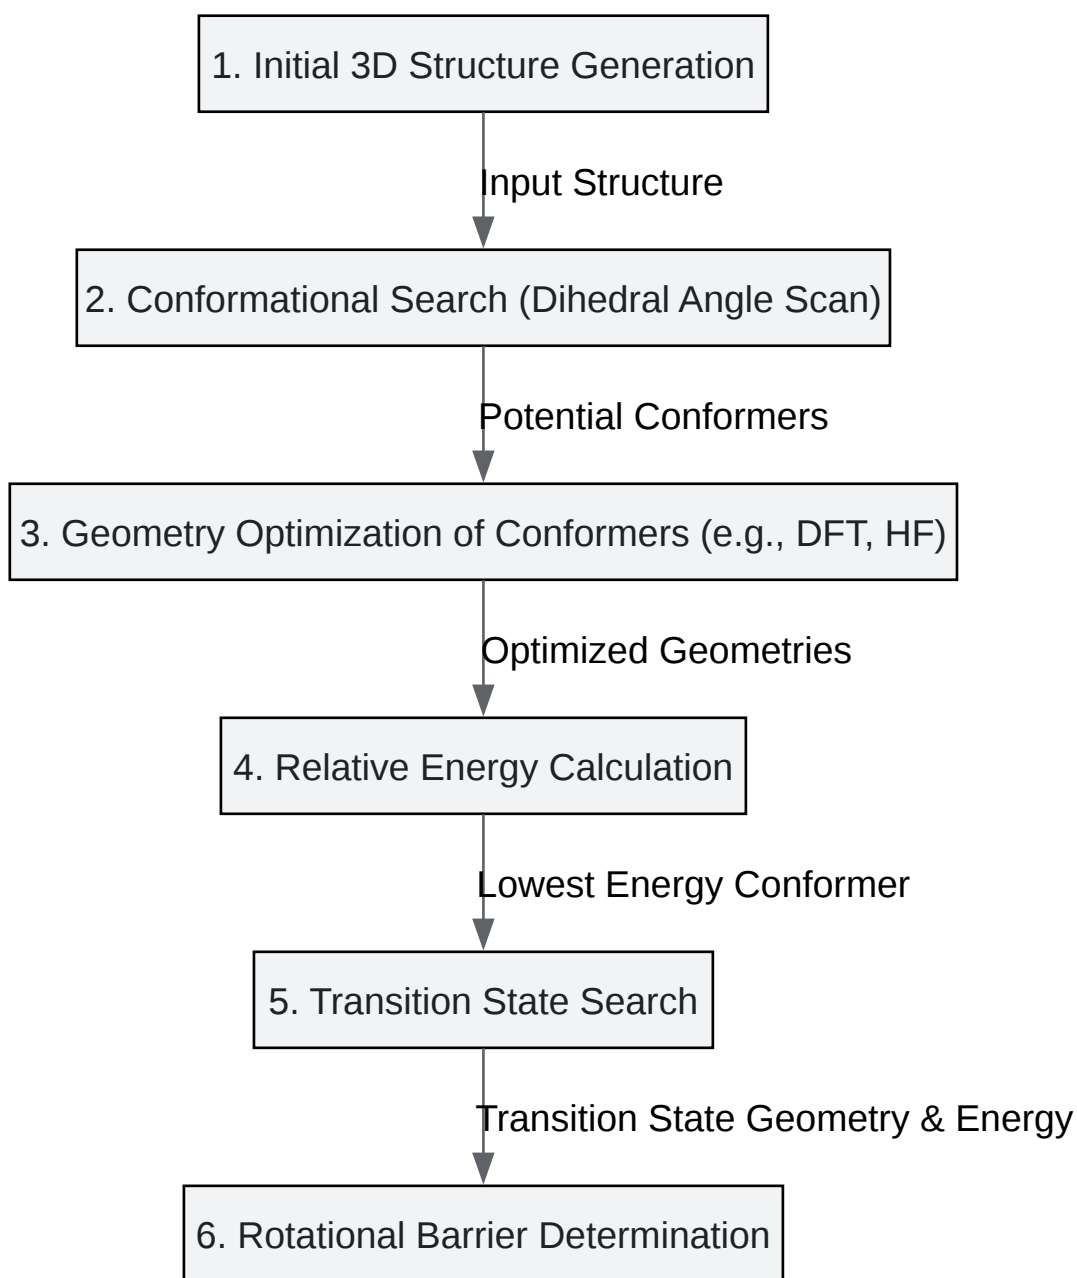 1. Initial 3D Structure Generation
Input Structure
2. Conformational Search (Dihedral Angle Scan)
Potential Conformers
3. Geometry Optimization of Conformers (e.g., DFT, HF)
Optimized Geometries
4. Relative Energy Calculation
Lowest Energy Conformer
5. Transition State Search
Transition State Geometry & Energy
6. Rotational Barrier Determination